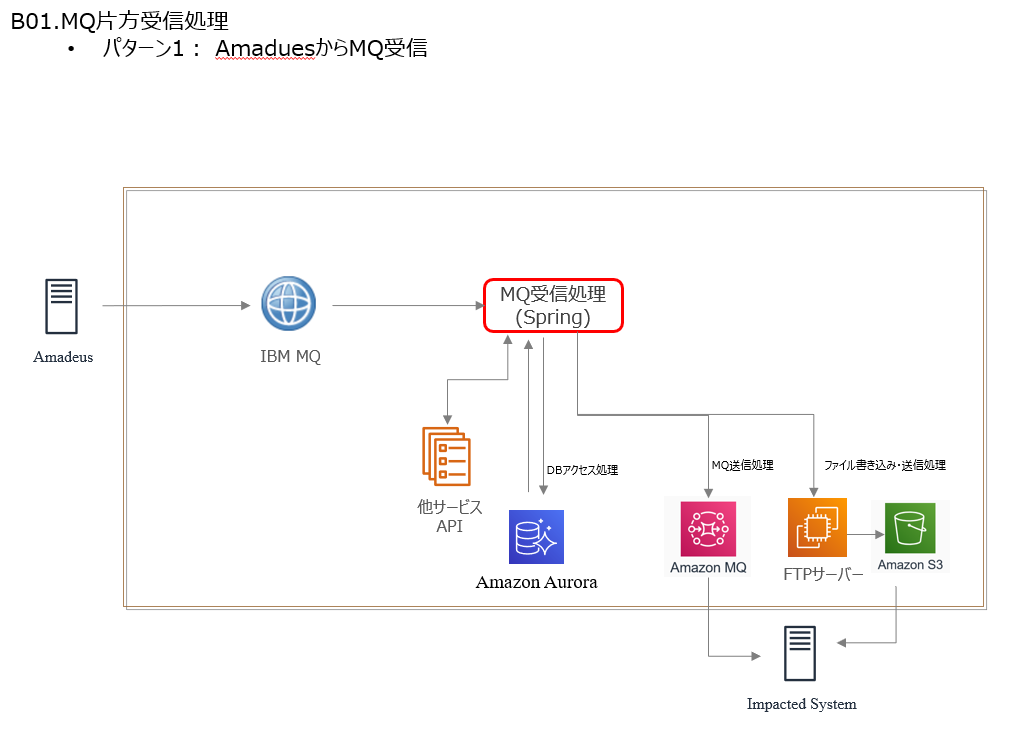 B01.MQ片方受信処理
• パターン1： AmaduesからMQ受信
MQ受信処理
(Spring)
Amadeus
IBM MQ
DBアクセス処理
MQ送信処理
ファイル書き込み・送信処理
他サービス
API
Amazon Aurora
Amazon MQ
FTPサーバー
Amazon S3
Impacted System